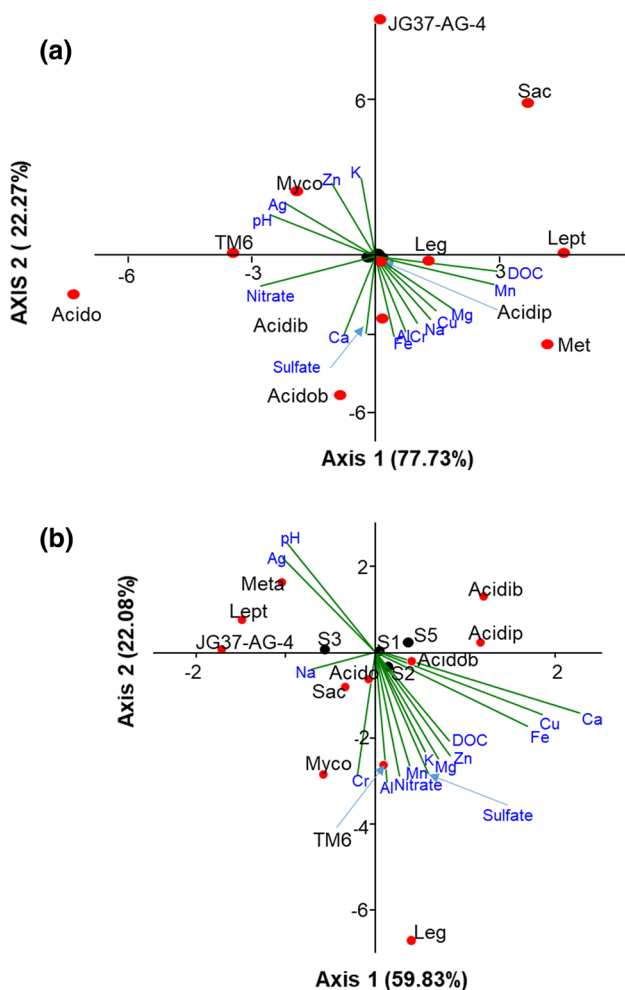 (a)
JG37-AG-4
6
Sac
AXIS 2 ( 22.27%)
Myco
Zn
K
Ag
pH
TM6
Leg
Lept
-6
-3
3
DOC
Mn
Nitrate
Acidip
Acido
Acidib
Mg
Cu
Na
Ca
Al
Cr
Fe
Met
Sulfate
Acidob
-6
Axis 1 (77.73%)
(b)
pH
2
Ag
Meta
Acidib
Lept
Axis 2 (22.08%)
JG37-AG-4
S3
S1
S5
Acidip
Acidob
-2
2
Na
Acido
S2
Sac
Ca
Cu
Fe
-2
DOC
Myco
K
Zn
Mn
Mg
Cr
Al
Nitrate
Sulfate
TM6
-4
-6
Leg
Axis 1 (59.83%)